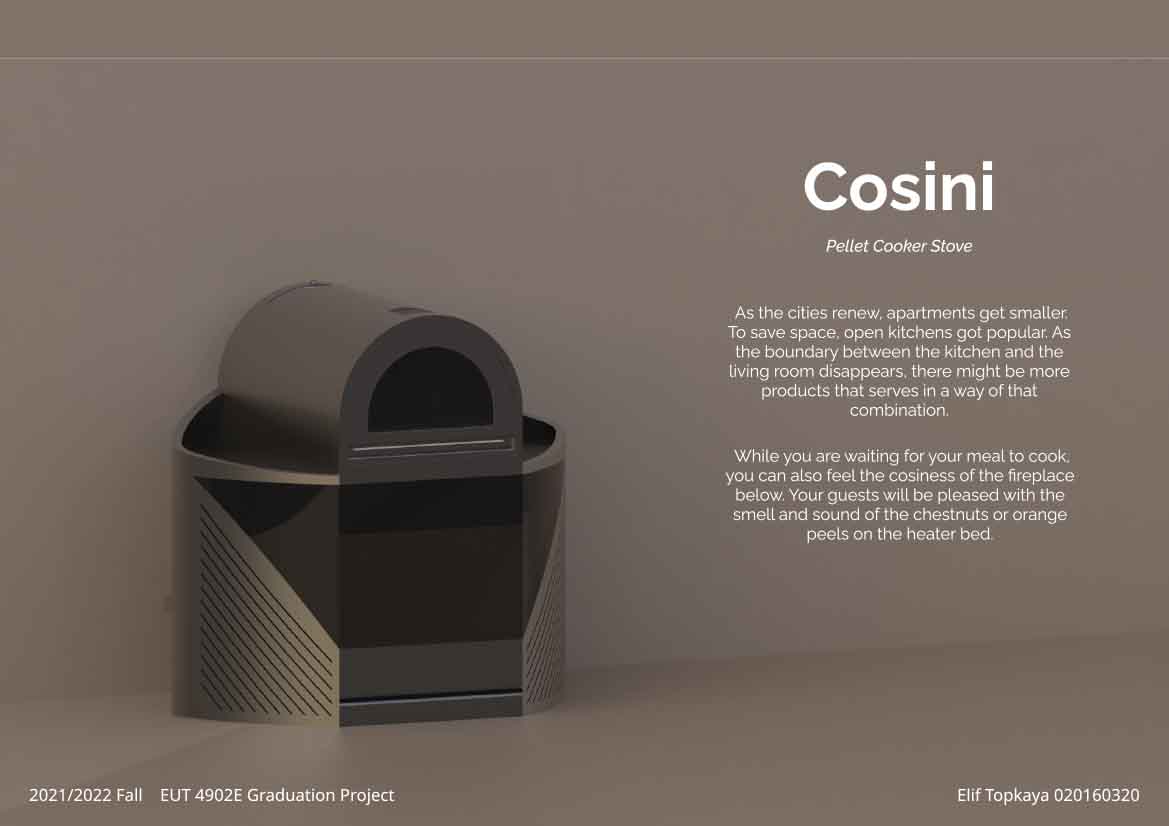 Cosini
Pellet Cooker Stove
As the cities renew, apartments get smaller.
To save space, open kitchens got popular. As
the boundary between the kitchen and the
living room disappears, there might be more
products that serves in a way of that
combination.
While you are waiting for your meal to cook,
you can also feel the cosiness of the fireplace
below. Your guests will be pleased with the
smell and sound of the chestnuts or orange
peels on the heater bed.
2021/2022 Fall EUT 4902E Graduation Project
Elif Topkaya 020160320